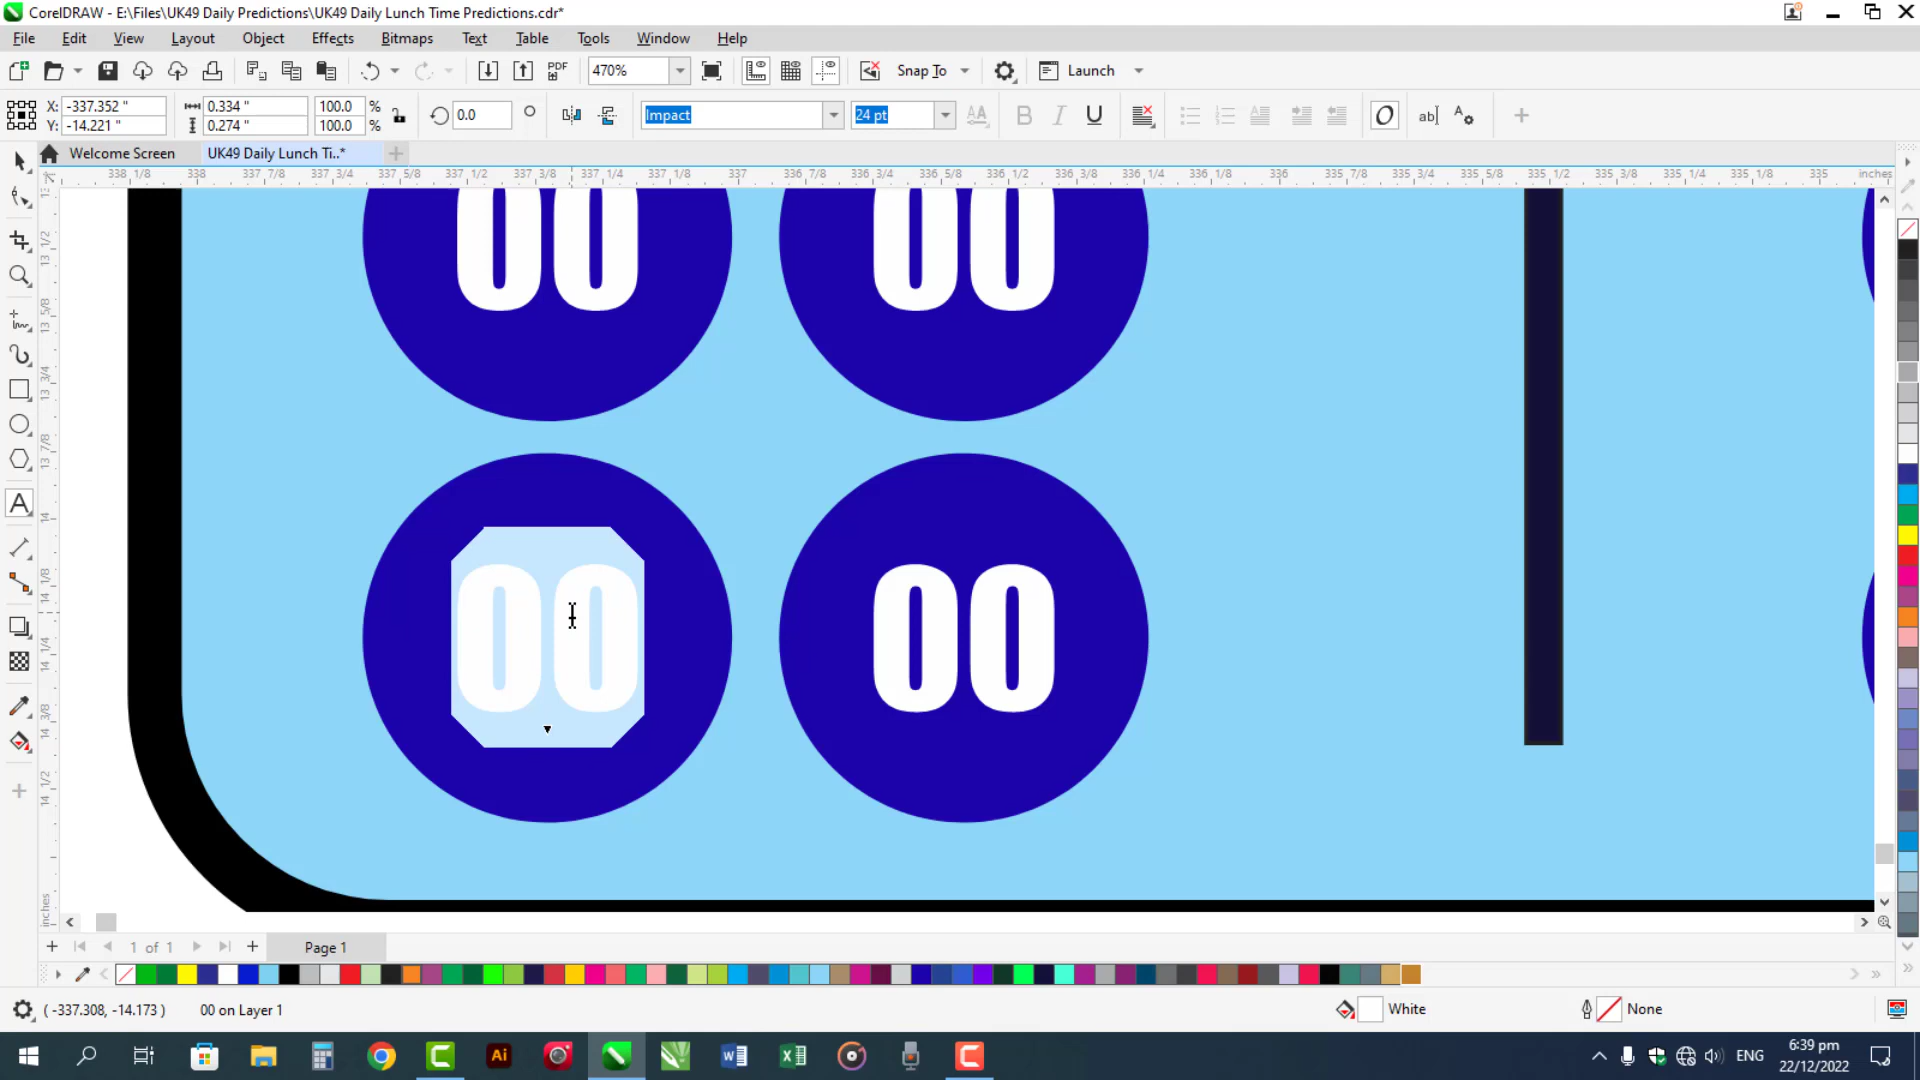 CorelDRAW - E:\Files\UK49 Daily Predictions\UK49 Daily Lunch Time Predictions.cdr*
File Edit View Layout Object Effects Bitmaps Text Table Tools Window Help
PDF 470% Snap To Launch
X: -337.352 " 0.334 " 100.0 %
Y: -14.221 " 0.274 " 100.0 %
0.0 Impact 24 pt AA B I U O ab A
Welcome Screen UK49 Daily Lunch Ti..*
338 1/8 338 337 7/8 337 3/4 337 5/8 337 1/2 337 3/8 337 1/4 337 1/8 337 336 7/8 336 3/4 336 5/8 336 1/2 336 3/8 336 1/4 336 1/8 336 335 7/8 335 3/4 335 5/8 335 1/2 335 3/8 335 1/4 335 1/8 335 inches
13 1/2
13 5/8
13 3/4
13 7/8
14
14 1/8
14 1/4
14 3/8
14 1/2
inches
00 00
00 00
A
1 of 1 Page 1
( -337.308, -14.173 ) 00 on Layer 1 White None
Ai ENG 6:39 pm
22/12/2022